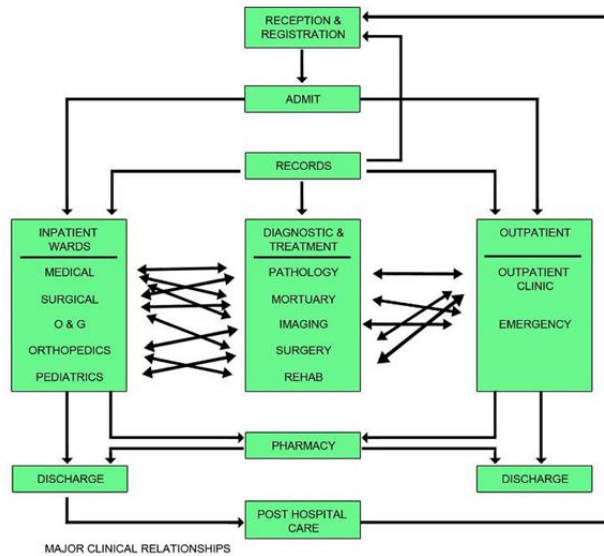 RECEPTION &
REGISTRATION
ADMIT
RECORDS
INPATIENT
WARDS
MEDICAL
SURGICAL
O & G
ORTHOPEDICS
PEDIATRICS
DIAGNOSTIC &
TREATMENT
PATHOLOGY
MORTUARY
IMAGING
SURGERY
REHAB
OUTPATIENT
OUTPATIENT
CLINIC
EMERGENCY
PHARMACY
DISCHARGE
DISCHARGE
POST HOSPITAL
CARE
MAJOR CLINICAL RELATIONSHIPS